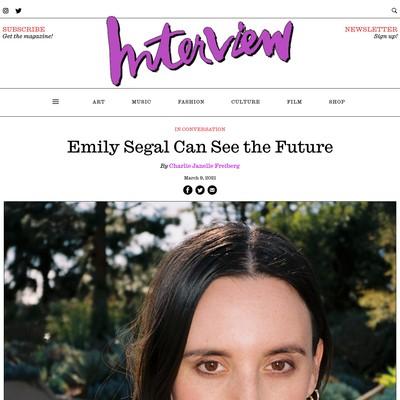 SUBSCRIBE
Get the magazine!
Interview
NEWSLETTER
Sign up!
ART MUSIC FASHION CULTURE FILM SHOP
IN CONVERSATION
Emily Segal Can See the Future
By Charlie Janelle Freiberg
March 9, 2021